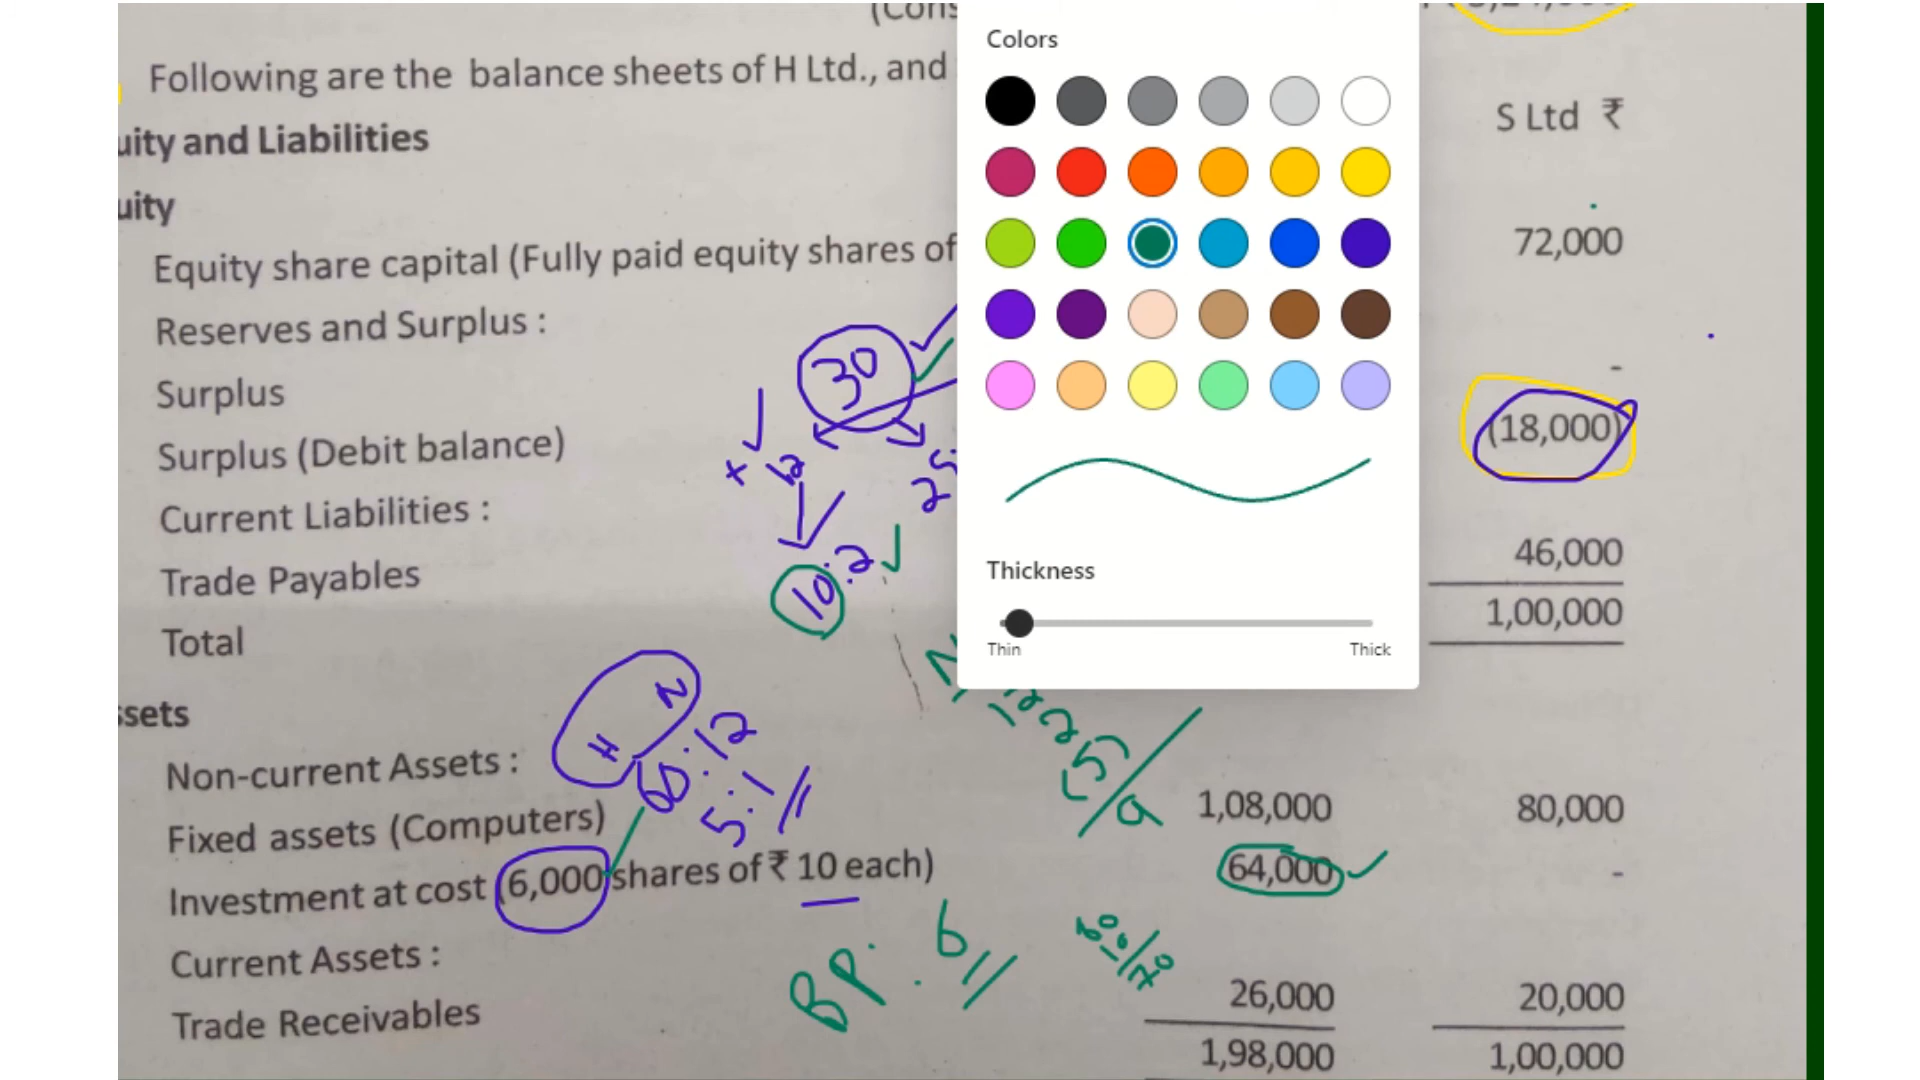 Following are the balance sheets of H Ltd., and
S Ltd ₹
uity and Liabilities
uity
Equity share capital (Fully paid equity shares of
72,000
Reserves and Surplus :
Surplus
-
Surplus (Debit balance)
(18,000)
Current Liabilities :
Trade Payables
46,000
Total
1,00,000
ssets
Non-current Assets :
Fixed assets (Computers)
1,08,000
80,000
Investment at cost (6,000 shares of ₹ 10 each)
64,000
-
Current Assets :
Trade Receivables
26,000
20,000
1,98,000
1,00,000
30
+ 12
10:2
H N
60:12
5:1
BP: 6
Colors
Thickness
Thin
Thick